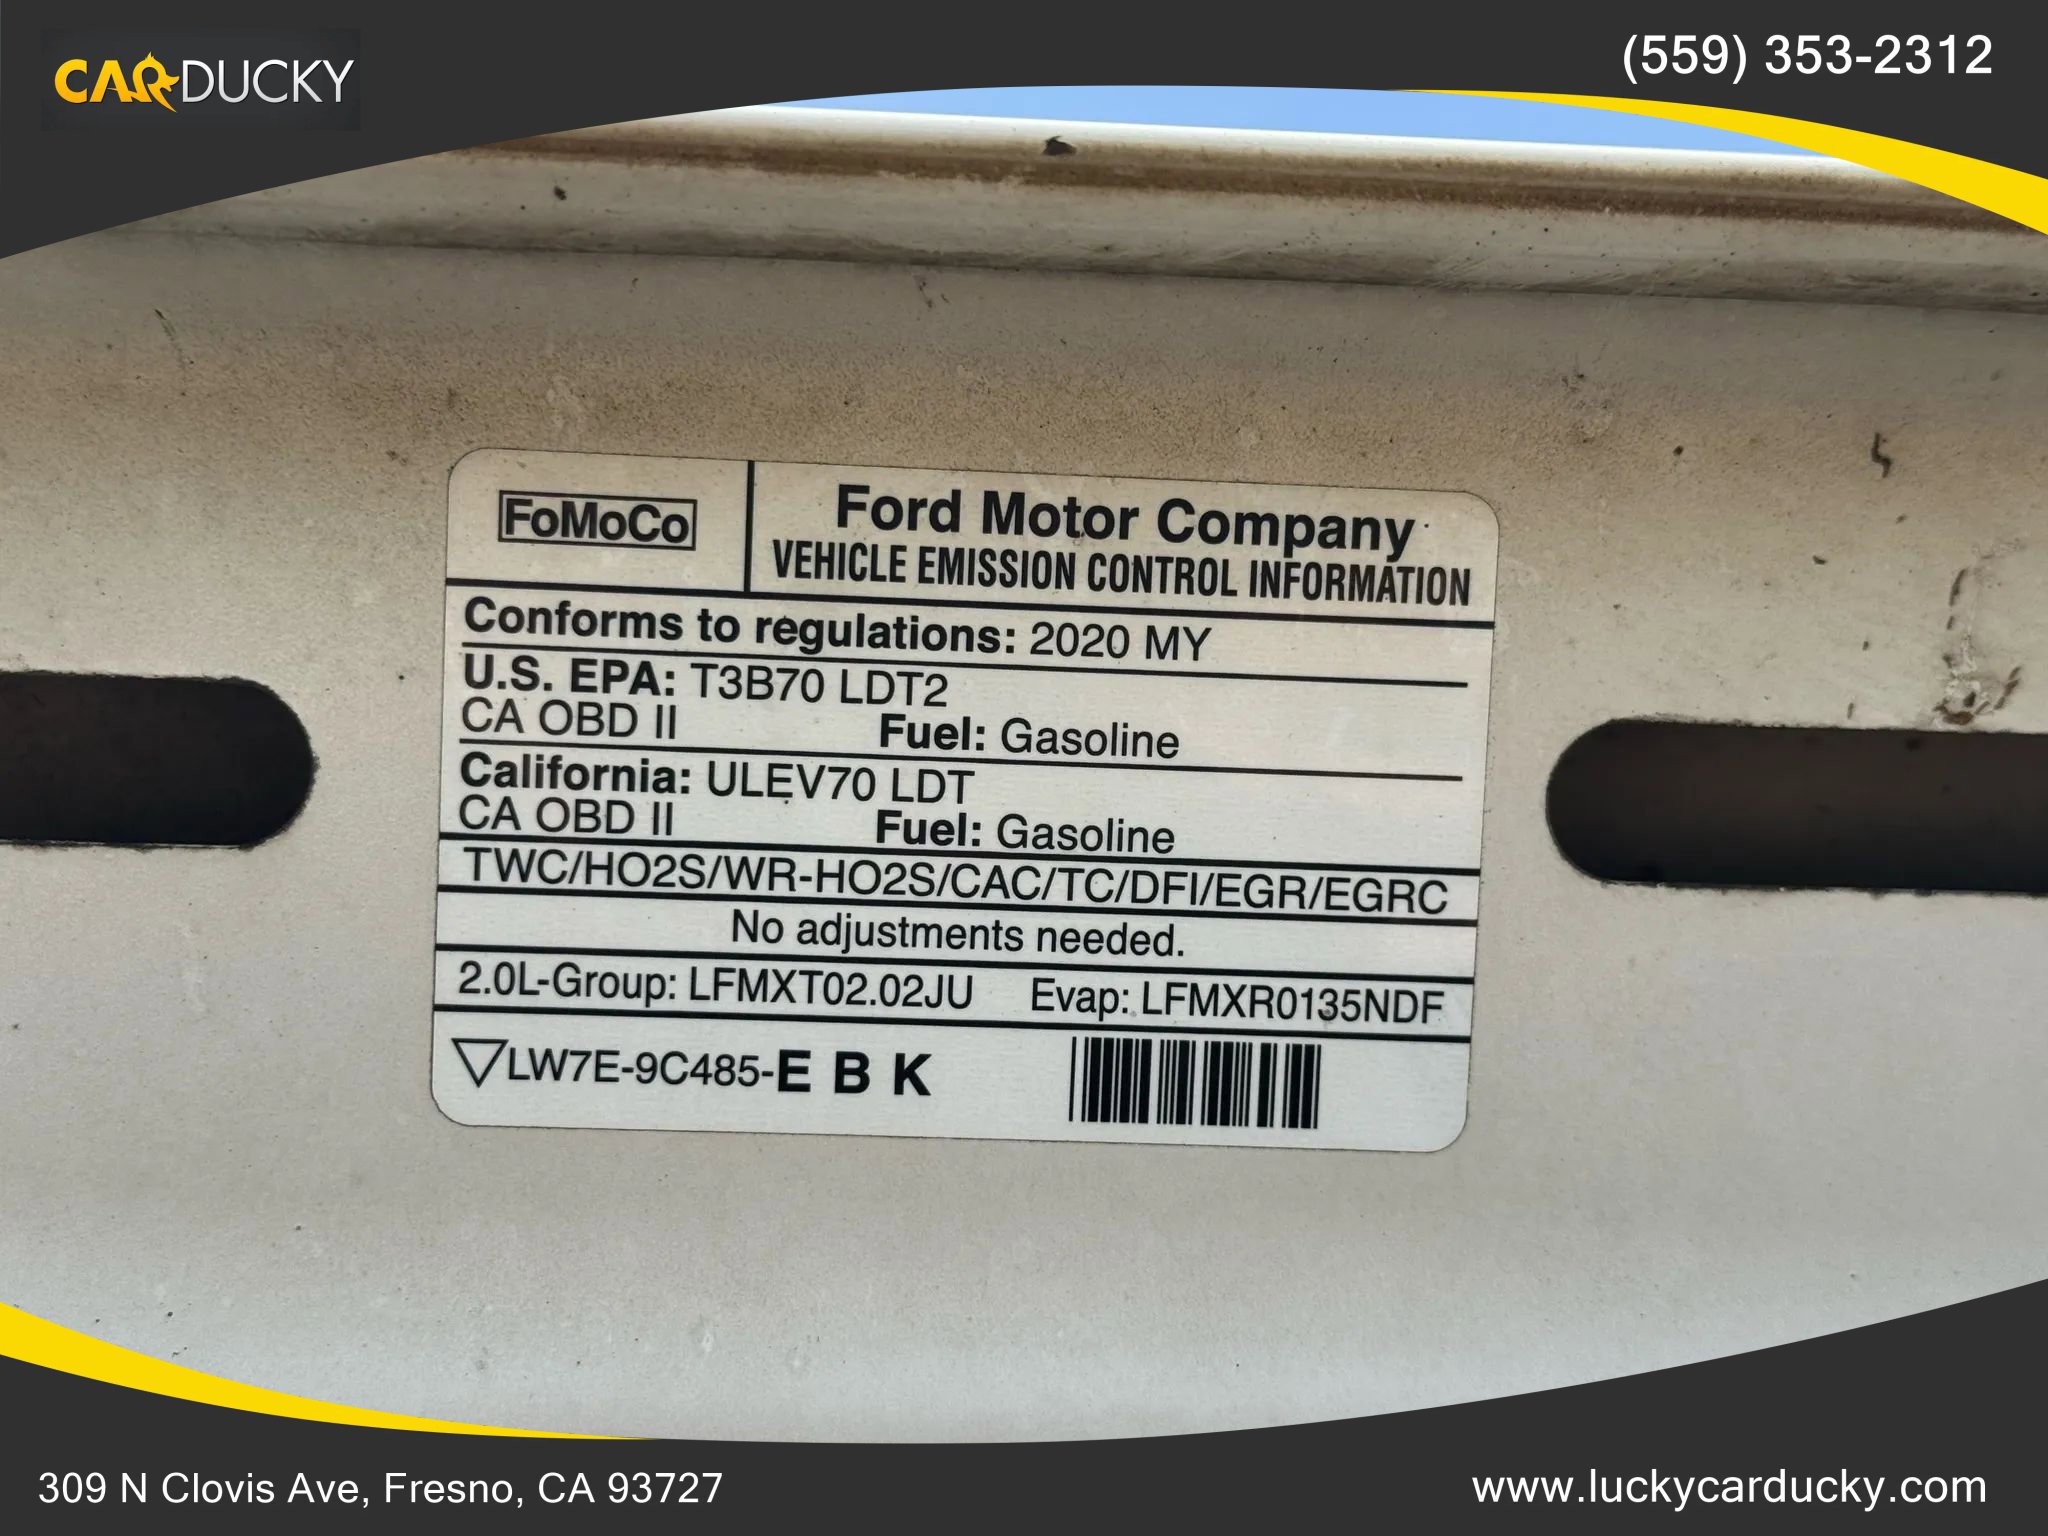 CARDUCKY
(559) 353-2312
FoMoCo
Ford Motor Company
VEHICLE EMISSION CONTROL INFORMATION
Conforms to regulations: 2020 MY
U.S. EPA: T3B70 LDT2
CA OBD II Fuel: Gasoline
California: ULEV70 LDT
CA OBD II Fuel: Gasoline
TWC/HO2S/WR-HO2S/CAC/TC/DFI/EGR/EGRC
No adjustments needed.
2.0L-Group: LFMXT02.02JU Evap: LFMXR0135NDF
LW7E-9C485-E B K
309 N Clovis Ave, Fresno, CA 93727
www.luckycarducky.com